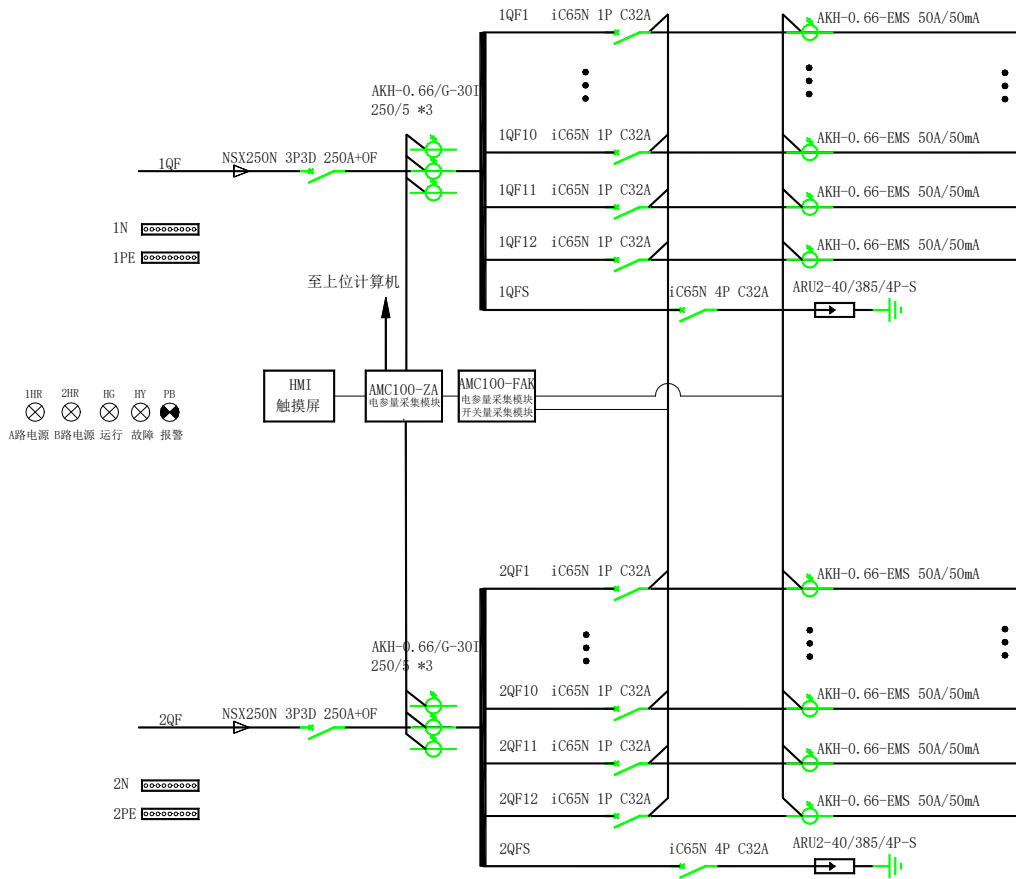 1QF1 iC65N 1P C32A
AKH-0.66-EMS 50A/50mA
AKH-0.66/G-30I
250/5 *3
1QF10 iC65N 1P C32A
AKH-0.66-EMS 50A/50mA
1QF
NSX250N 3P3D 250A+OF
1QF11 iC65N 1P C32A
AKH-0.66-EMS 50A/50mA
1N
1QF12 iC65N 1P C32A
AKH-0.66-EMS 50A/50mA
1PE
至上位计算机
1QFS
iC65N 4P C32A
ARU2-40/385/4P-S
HMI
触摸屏
AMC100-ZA
电参量采集模块
AMC100-FAK
电参量采集模块
开关量采集模块
1HR
2HR
HG
HY
PB
A路电源
B路电源
运行
故障
报警
2QF1 iC65N 1P C32A
AKH-0.66-EMS 50A/50mA
AKH-0.66/G-30I
250/5 *3
2QF10 iC65N 1P C32A
AKH-0.66-EMS 50A/50mA
2QF
NSX250N 3P3D 250A+OF
2QF11 iC65N 1P C32A
AKH-0.66-EMS 50A/50mA
2N
2QF12 iC65N 1P C32A
AKH-0.66-EMS 50A/50mA
2PE
2QFS
iC65N 4P C32A
ARU2-40/385/4P-S